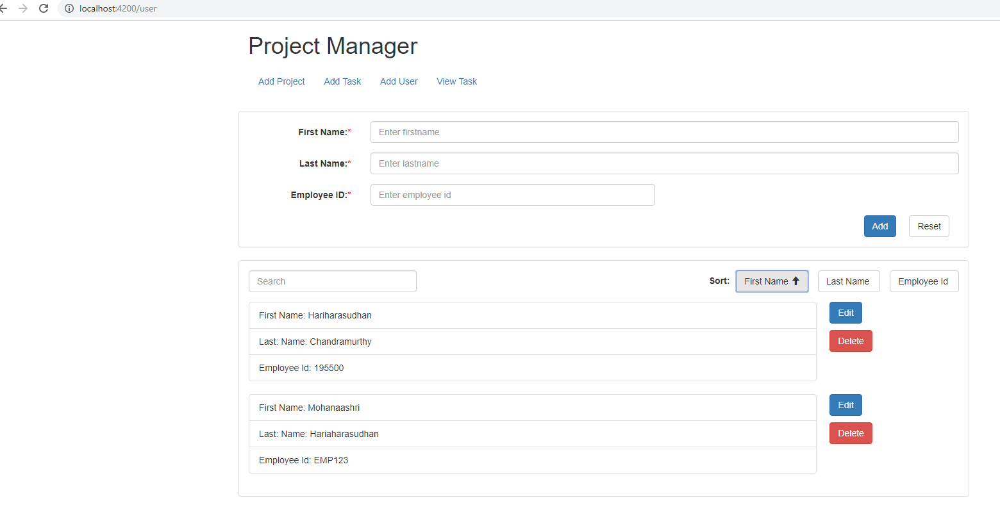 localhost:4200/user
Project Manager
Add Project Add Task Add User View Task
First Name:* Enter firstname
Last Name:* Enter lastname
Employee ID:* Enter employee id
Add Reset
Search Sort: First Name Last Name Employee Id
First Name: Hariharasudhan Edit
Last: Name: Chandramurthy Delete
Employee Id: 195500
First Name: Mohanaashri Edit
Last: Name: Hariaharasudhan Delete
Employee Id: EMP123